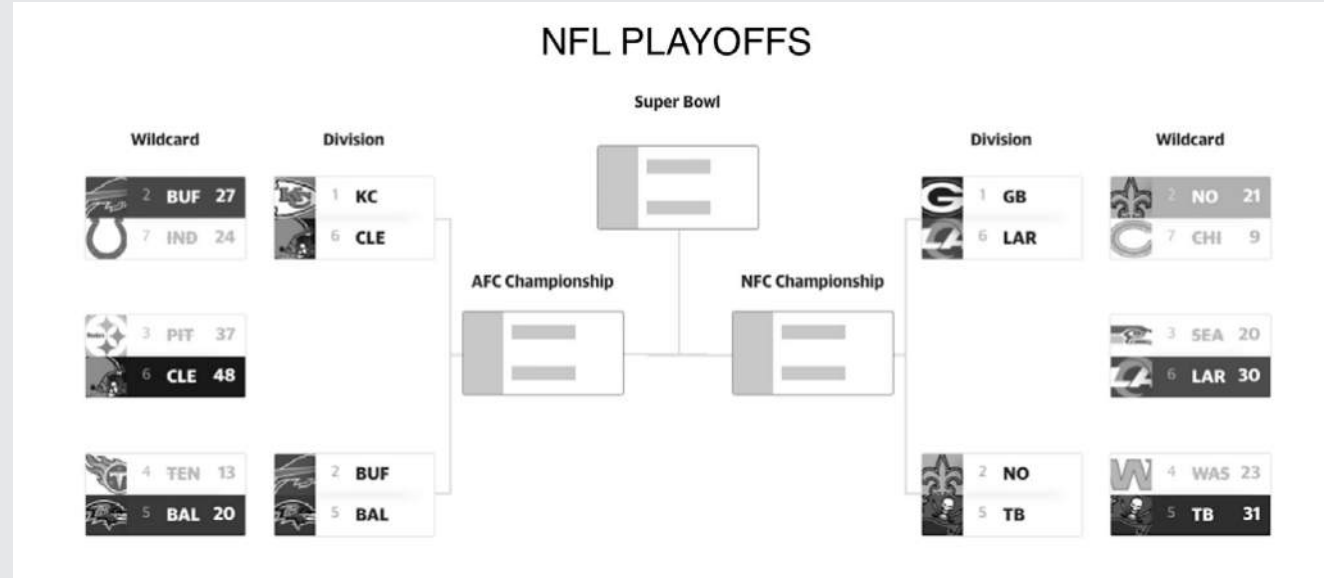 NFL PLAYOFFS
Super Bowl
Wildcard
Division
Division
Wildcard
2 BUF 27
7 IND 24
1 KC
6 CLE
1 GB
6 LAR
2 NO 21
7 CHI 9
AFC Championship
NFC Championship
3 PIT 37
6 CLE 48
3 SEA 20
6 LAR 30
4 TEN 13
5 BAL 20
2 BUF
5 BAL
2 NO
5 TB
4 WAS 23
5 TB 31